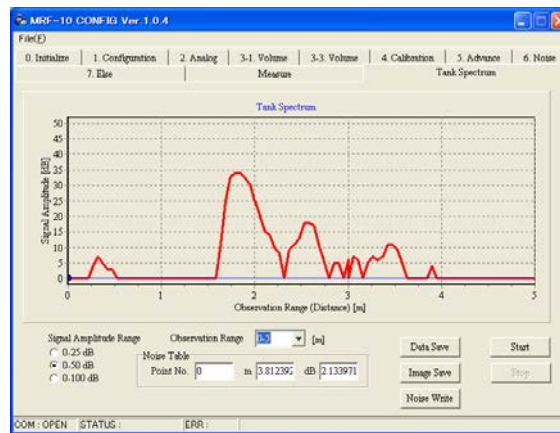 MRF-10 CONFIG Ver.1.0.4
File(F)
0. Initialize 1. Configuration 2. Analog 3-1. Volume 3-3. Volume 4. Calibration 5. Advance 6. Noise
7. Else Measure Tank Spectrum
Tank Spectrum
Signal Amplitude [dB]
50
45
40
35
30
25
20
15
10
5
0
0 1 2 3 4 5
Observation Range (Distance) [m]
Signal Amplitude Range
0-25 dB
0-50 dB
0-100 dB
Observation Range 0-5 [m]
Noise Table
Point No. 0 m 3.812392 dB 2.133971
Data Save Start
Image Save Stop
Noise Write
COM : OPEN STATUS : ERR :